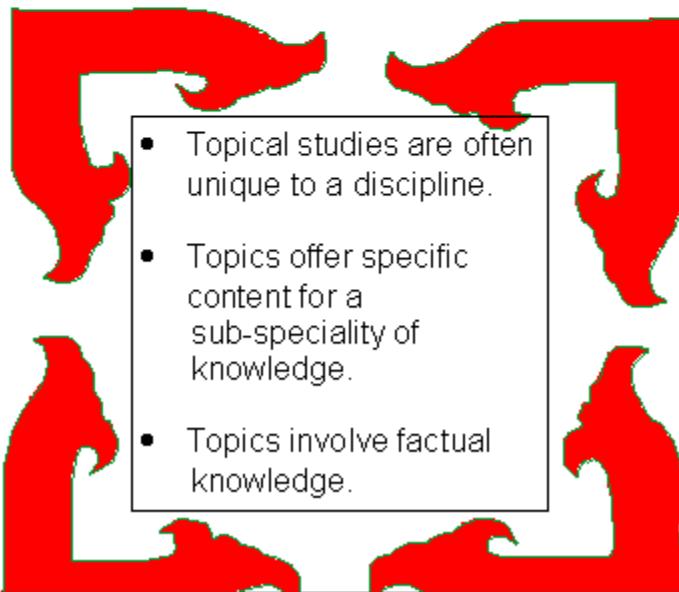 • Topical studies are often
unique to a discipline.
• Topics offer specific
content for a
sub-speciality of
knowledge.
• Topics involve factual
knowledge.